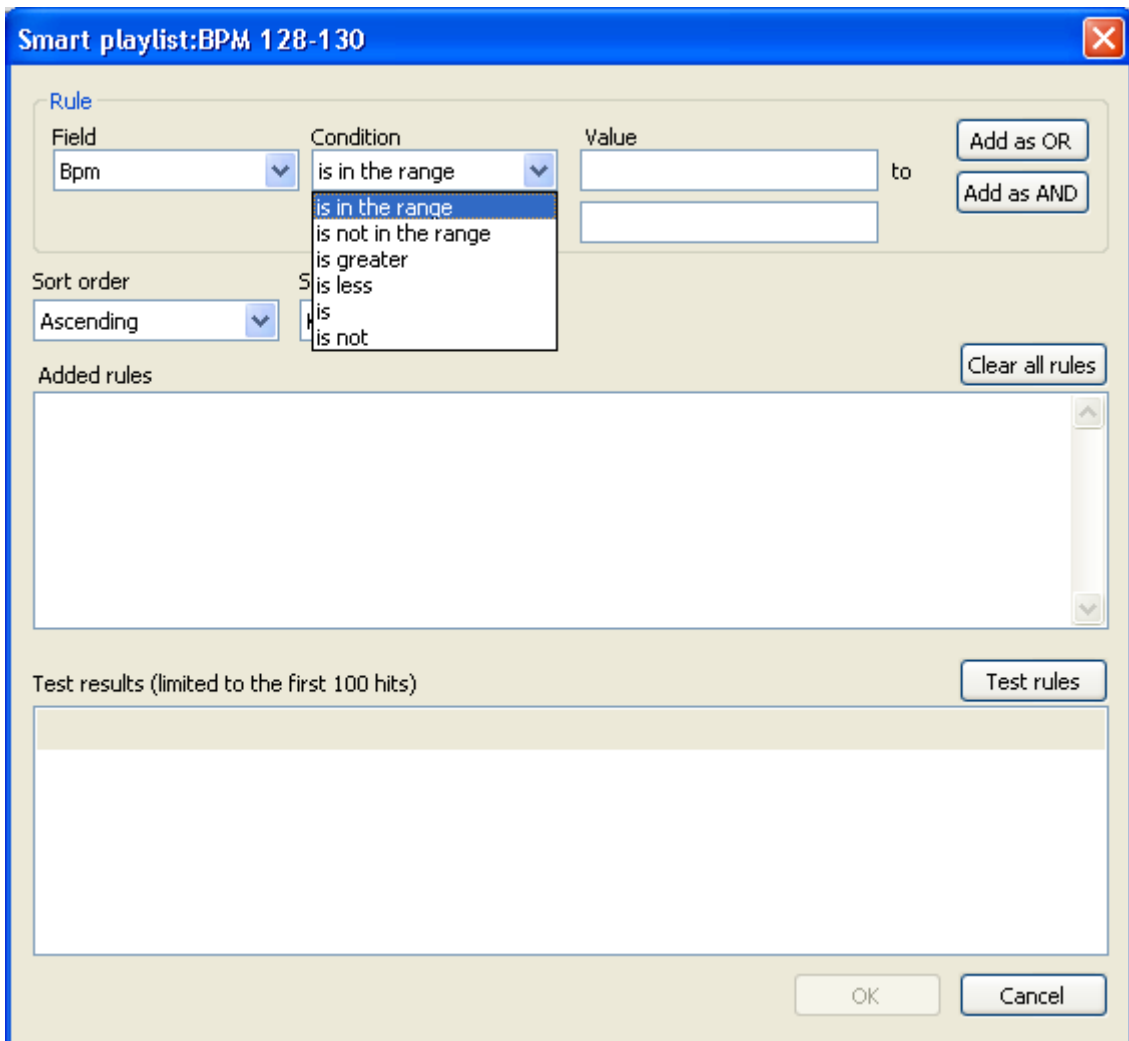 Smart playlist:BPM 128-130
Rule
Field Condition Value
Add as OR
Bpm is in the range to
Add as AND
is in the range
is not in the range
is greater
is less
is
is not
Sort order
Ascending
Clear all rules
Added rules
Test results (limited to the first 100 hits)
Test rules
OK Cancel